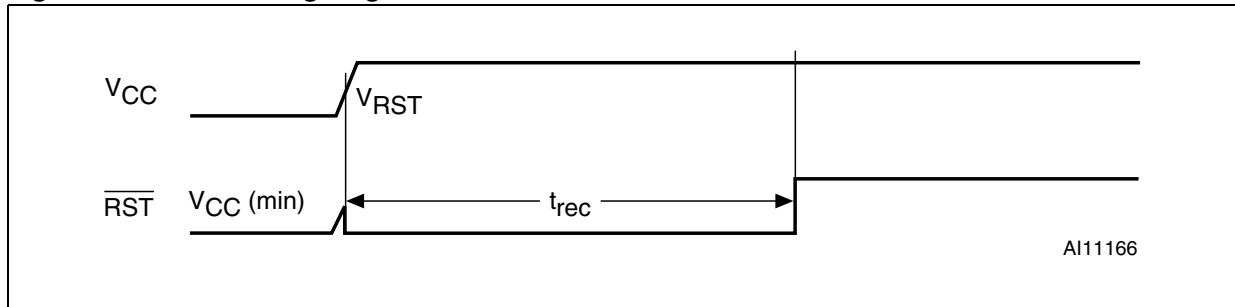 VCC
VRST
RST
VCC (min)
trec
AI11166